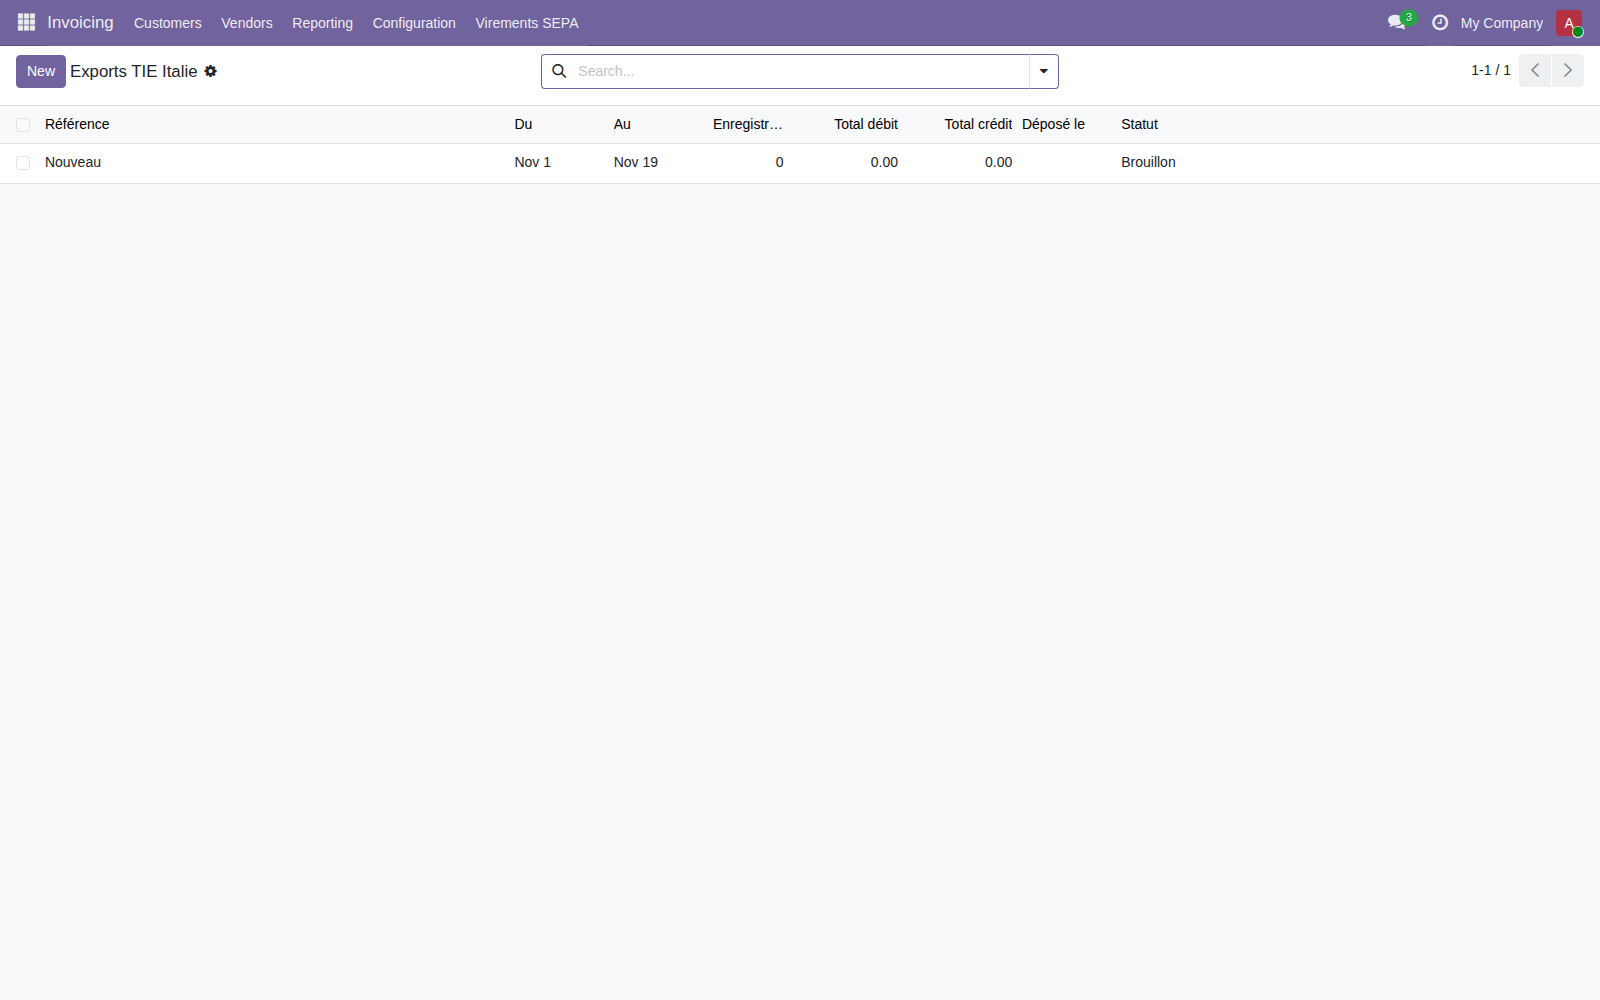 Invoicing Customers Vendors Reporting Configuration Virements SEPA 3 My Company A
New Exports TIE Italie Search... 1-1 / 1
Référence Du Au Enregistr… Total débit Total crédit Déposé le Statut
Nouveau Nov 1 Nov 19 0 0.00 0.00 Brouillon